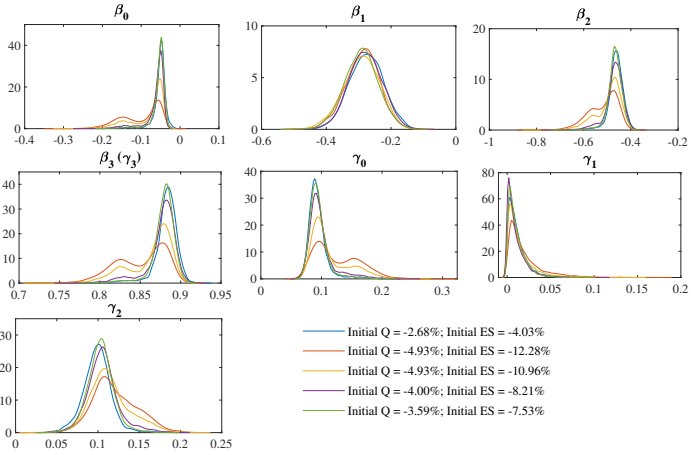 β0
β1
β2
40
20
0
-0.4 -0.3 -0.2 -0.1 0 0.1
10
5
0
-0.6 -0.4 -0.2 0
20
10
0
-1 -0.8 -0.6 -0.4 -0.2
β3 (γ3)
γ0
γ1
40
30
20
10
0
0.7 0.75 0.8 0.85 0.9 0.95
40
30
20
10
0
0 0.1 0.2 0.3
80
60
40
20
0
0 0.05 0.1 0.15 0.2
γ2
30
20
10
0
0 0.05 0.1 0.15 0.2 0.25
Initial Q = -2.68%; Initial ES = -4.03%
Initial Q = -4.93%; Initial ES = -12.28%
Initial Q = -4.93%; Initial ES = -10.96%
Initial Q = -4.00%; Initial ES = -8.21%
Initial Q = -3.59%; Initial ES = -7.53%